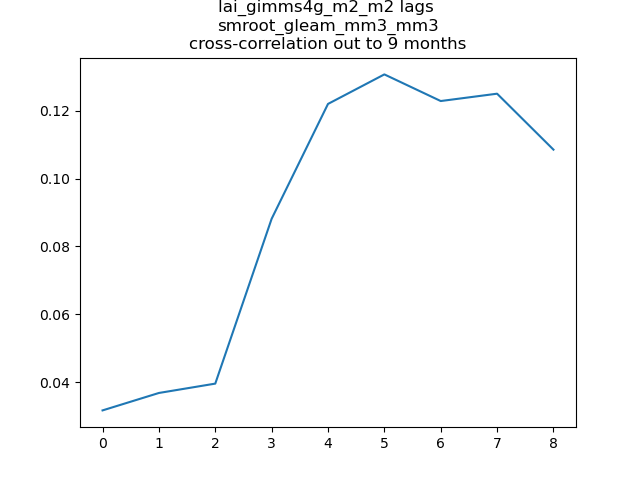 lai_gimms4g_m2_m2 lags
smroot_gleam_mm3_mm3
cross-correlation out to 9 months
0.12
0.10
0.08
0.06
0.04
0 1 2 3 4 5 6 7 8